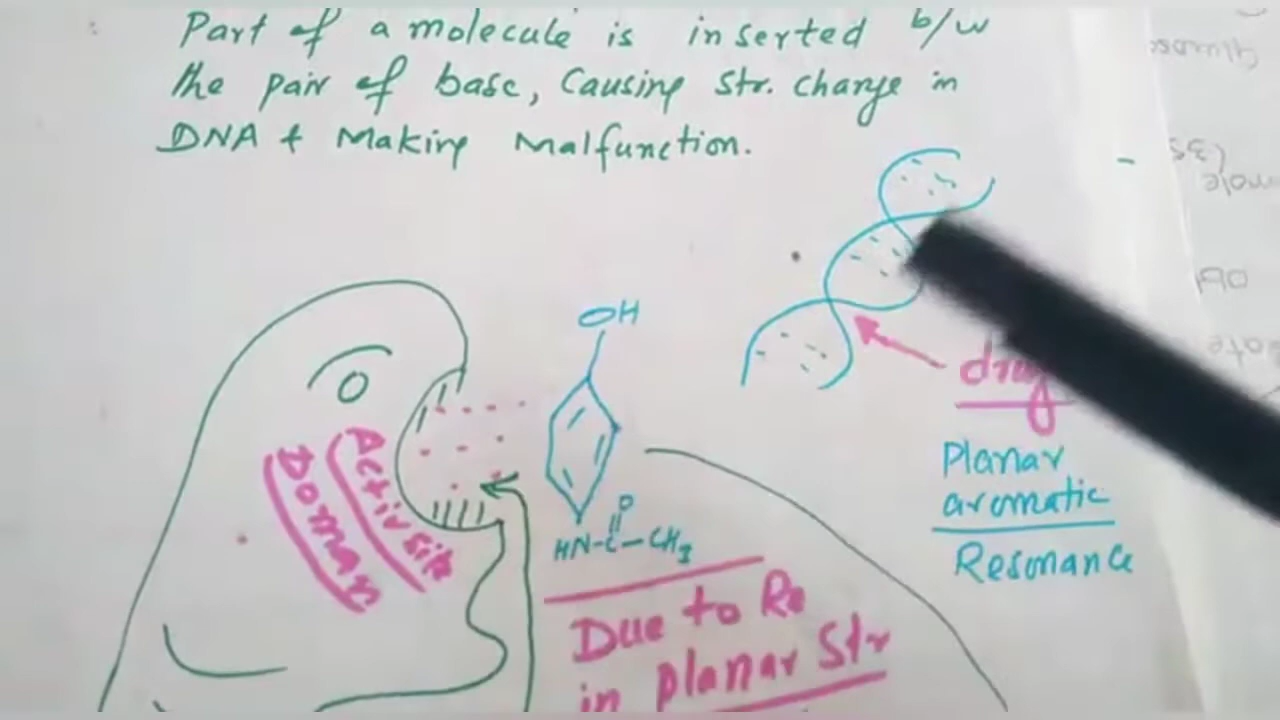 Part of a molecule is inserted b/w
the pair of base, Causing Str. change in
DNA & Making Malfunction.
OH
drug
Active site
Domain
Planar
aromatic
Resonance
O
HN-C-CH3
Due to Re
in Planar Str